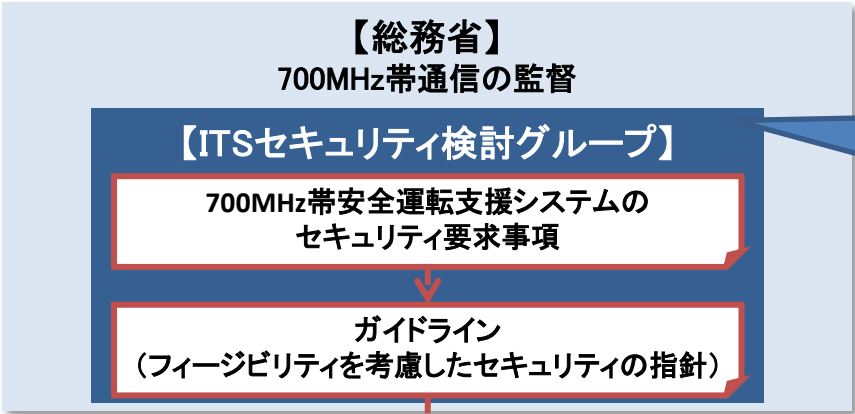 【総務省】
700MHz帯通信の監督
【ITSセキュリティ検討グループ】
700MHz帯安全運転支援システムの
セキュリティ要求事項
ガイドライン
（フィージビリティを考慮したセキュリティの指針）